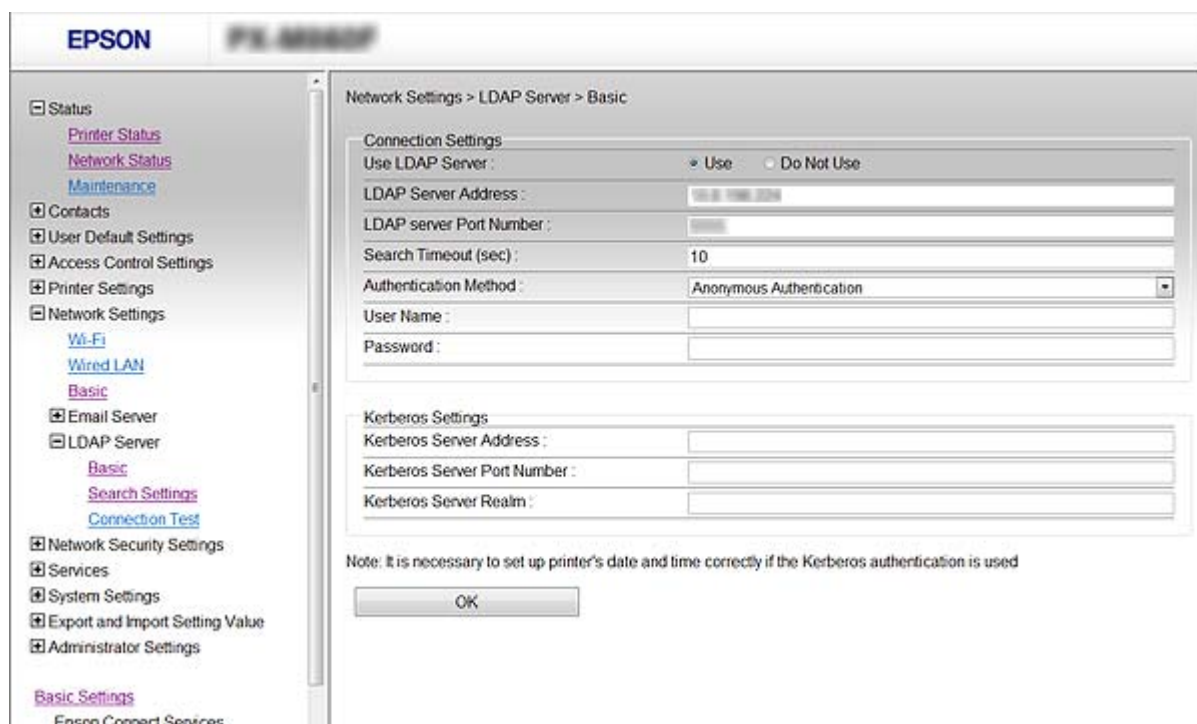 EPSON
Status
Printer Status
Network Status
Maintenance
Contacts
User Default Settings
Access Control Settings
Printer Settings
Network Settings
Wi-Fi
Wired LAN
Basic
Email Server
LDAP Server
Basic
Search Settings
Connection Test
Network Security Settings
Services
System Settings
Export and Import Setting Value
Administrator Settings
Basic Settings
Epson Connect Services
Network Settings > LDAP Server > Basic
Connection Settings
Use LDAP Server : Use Do Not Use
LDAP Server Address :
LDAP server Port Number :
Search Timeout (sec) : 10
Authentication Method : Anonymous Authentication
User Name :
Password :
Kerberos Settings
Kerberos Server Address :
Kerberos Server Port Number :
Kerberos Server Realm :
Note: It is necessary to set up printer's date and time correctly if the Kerberos authentication is used
OK